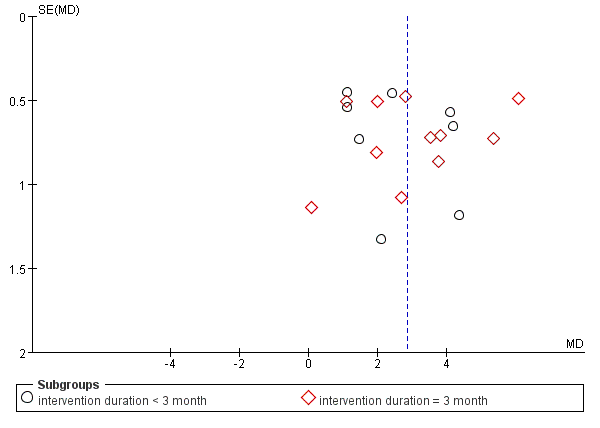 SE(MD)
0
0.5
1
1.5
2
MD
-4
-2
0
2
4
Subgroups
intervention duration < 3 month
intervention duration = 3 month